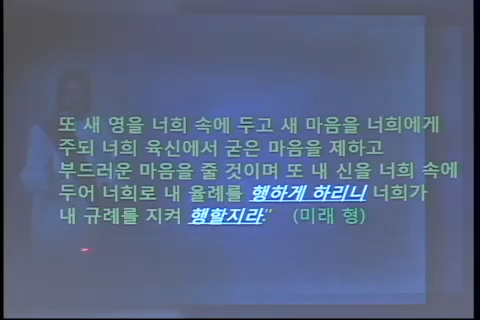 또 새 영을 너희 속에 두고 새 마음을 너희에게
주되 너희 육신에서 굳은 마음을 제하고
부드러운 마음을 줄 것이며 또 내 신을 너희 속에
두어 너희로 내 율례를 행하게 하리니 너희가
내 규례를 지켜 행할지라.” (미래 형)